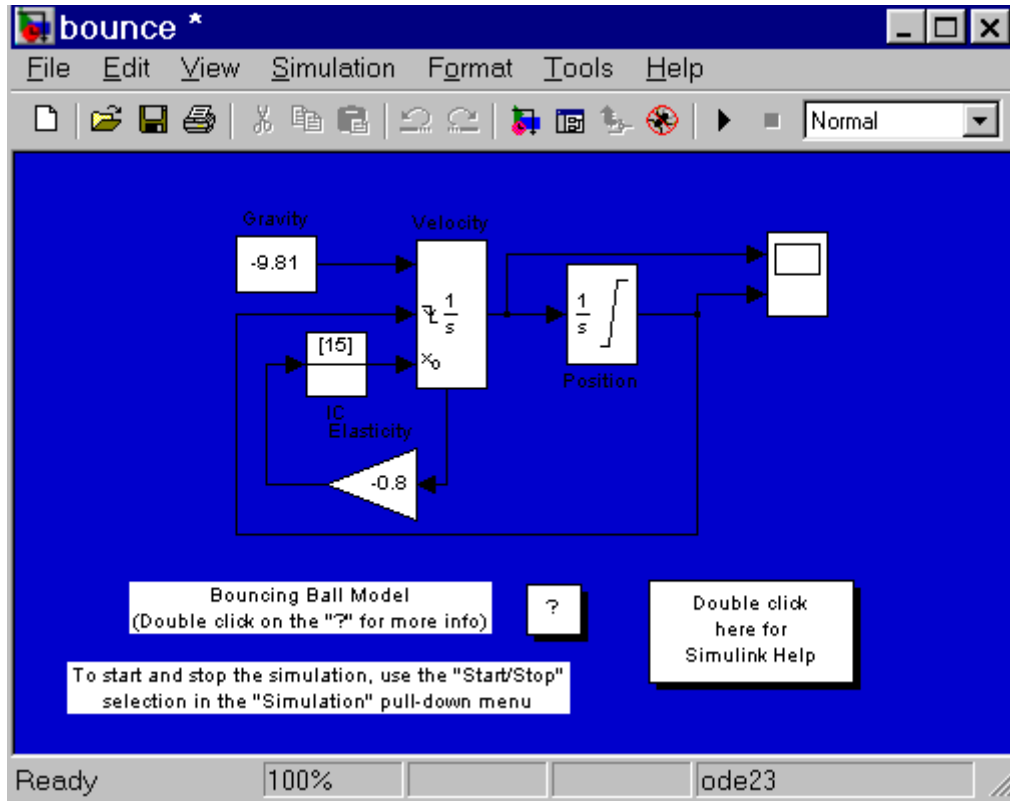 bounce *
File Edit View Simulation Format Tools Help
Normal
Gravity
Velocity
-9.81
1
s
x0
[15]
IC
Elasticity
-0.8
1
s
Position
Bouncing Ball Model
(Double click on the "?" for more info)
?
Double click
here for
Simulink Help
To start and stop the simulation, use the "Start/Stop"
selection in the "Simulation" pull-down menu
Ready 100% ode23